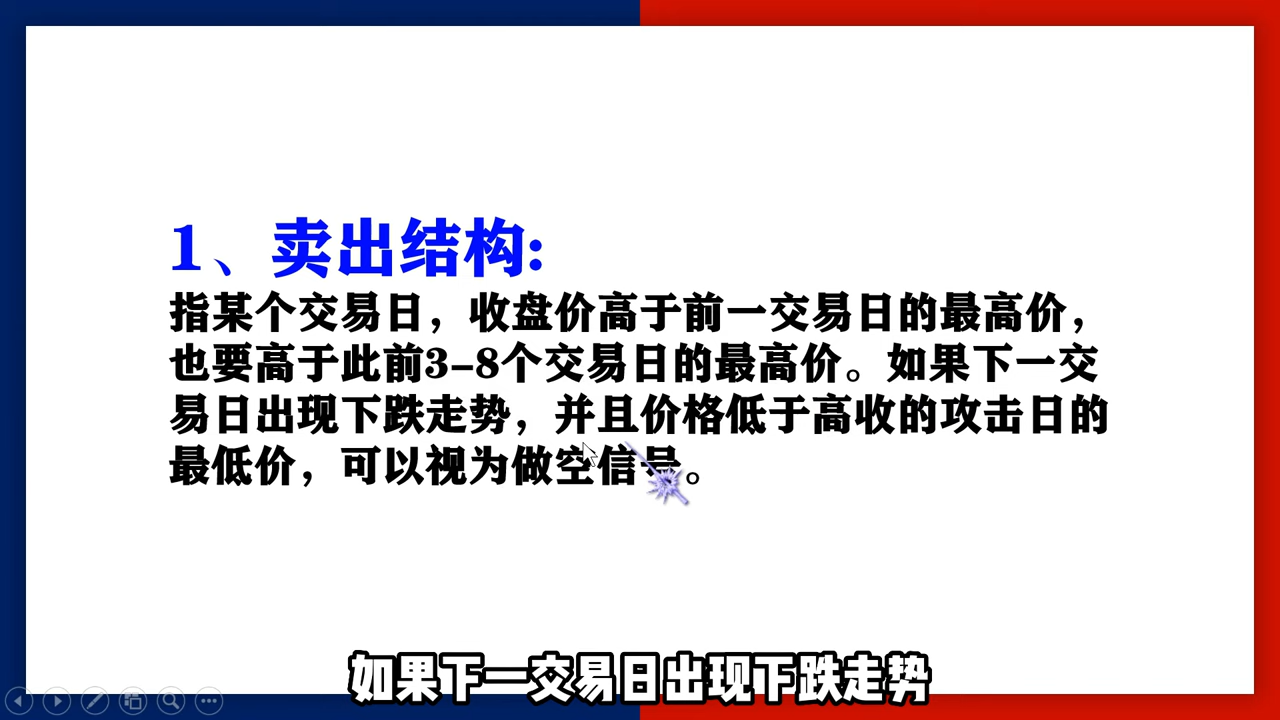 1、卖出结构:
指某个交易日，收盘价高于前一交易日的最高价，
也要高于此前3-8个交易日的最高价。如果下一交
易日出现下跌走势，并且价格低于高收的攻击日的
最低价，可以视为做空信号。
如果下一交易日出现下跌走势